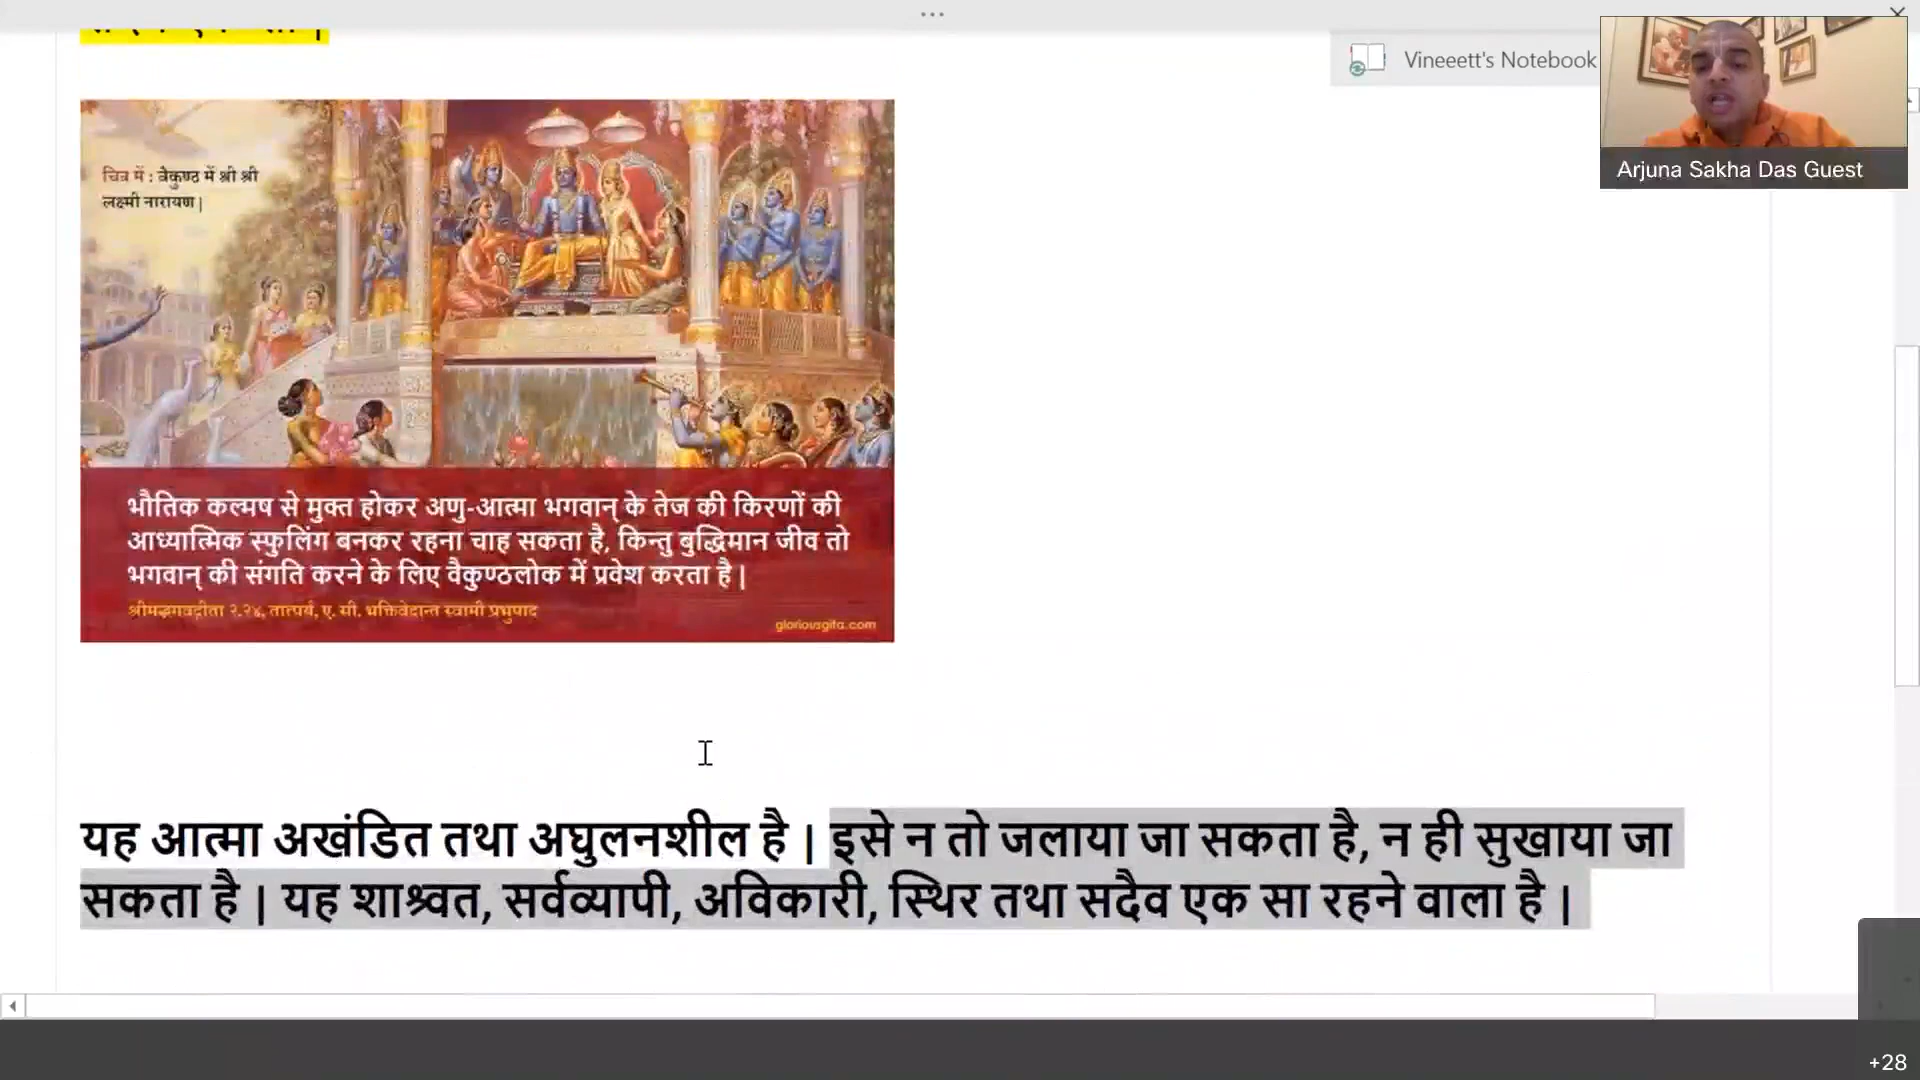 Vineeett's Notebook
Arjuna Sakha Das Guest
चित्र में : वैकुण्ठ में श्री श्री
लक्ष्मी नारायण |
भौतिक कल्मष से मुक्त होकर अणु-आत्मा भगवान् के तेज की किरणों की
आध्यात्मिक स्फुलिंग बनकर रहना चाह सकता है, किन्तु बुद्धिमान जीव तो
भगवान् की संगति करने के लिए वैकुण्ठलोक में प्रवेश करता है |
श्रीमद्भगवद्गीता २.२४, तात्पर्य, ए. सी. भक्तिवेदान्त स्वामी प्रभुपाद
gloriousgita.com
यह आत्मा अखंडित तथा अघुलनशील है | इसे न तो जलाया जा सकता है, न ही सुखाया जा
सकता है | यह शाश्र्वत, सर्वव्यापी, अविकारी, स्थिर तथा सदैव एक सा रहने वाला है |
+28